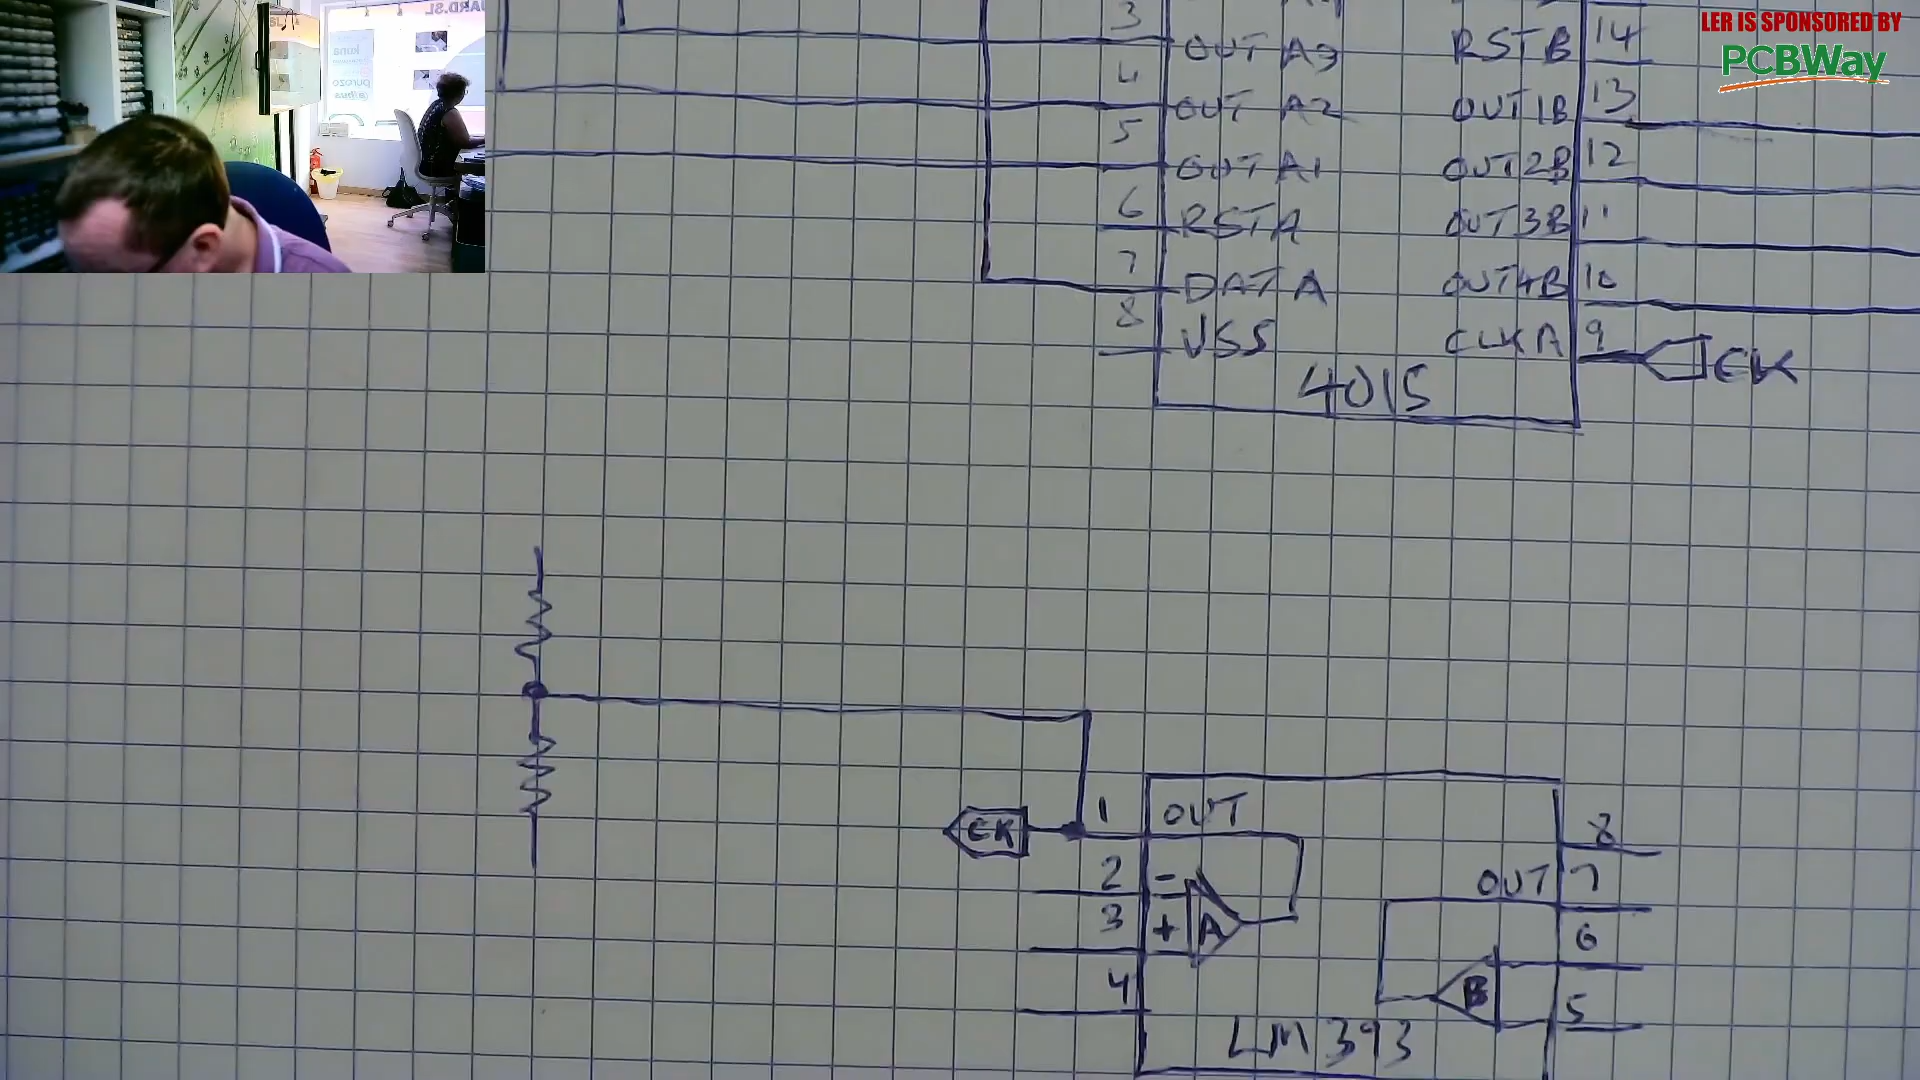 LER IS SPONSORED BY
PCBWay
3 OUT A3 RSTB 14
4 OUT A2 OUT1B 13
5 OUT A1 OUT2B 12
6 RSTA OUT3B 11
7 DATA OUT4B 10
8 VSS CLKA 9 CK
4015
CK 1 OUT 8
2 - OUT 7
3 + A 6
4 B 5
LM393